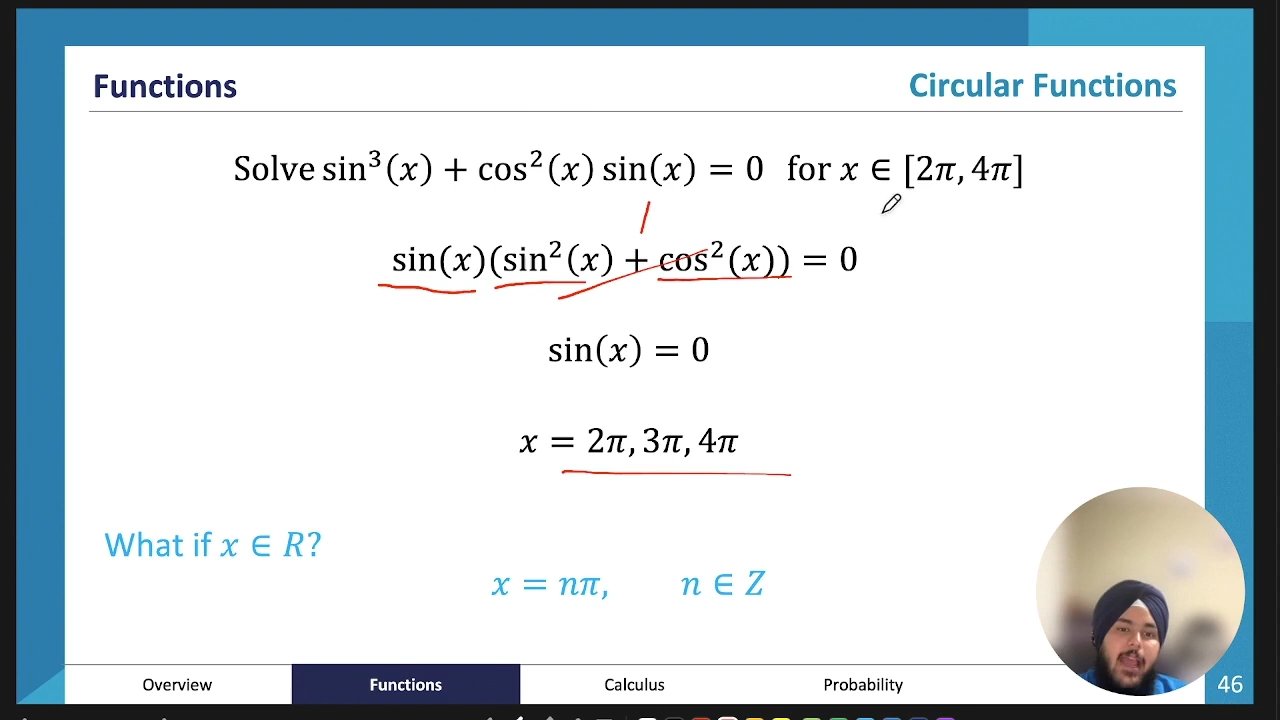 Functions
Circular Functions
Solve sin³(x) + cos²(x) sin(x) = 0 for x ∈ [2π, 4π]
1
sin(x)(sin²(x) + cos²(x)) = 0
sin(x) = 0
x = 2π, 3π, 4π
What if x ∈ R?
x = nπ, n ∈ Z
Overview Functions Calculus Probability 46